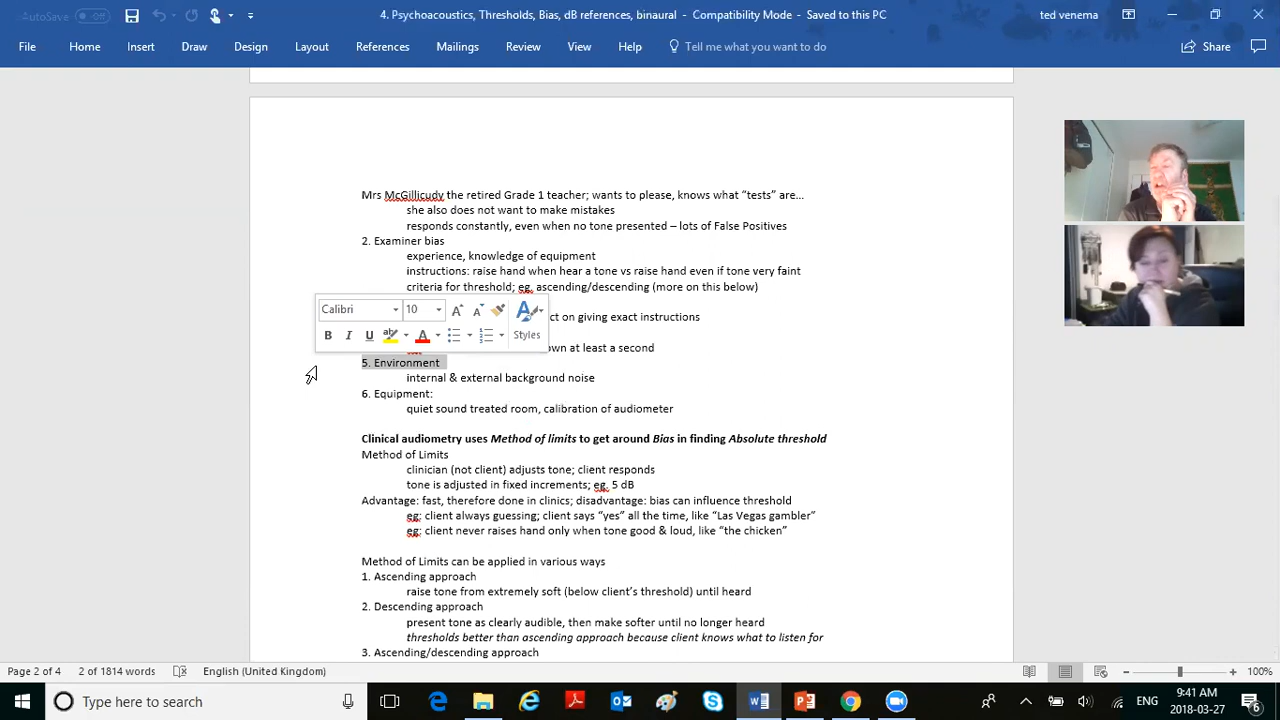 AutoSave Off
4. Psychoacoustics, Thresholds, Bias, dB references, binaural - Compatibility Mode - Saved to this PC
ted venema
File Home Insert Draw Design Layout References Mailings Review View Help Tell me what you want to do Share
Mrs McGillicudy the retired Grade 1 teacher; wants to please, knows what “tests” are...
she also does not want to make mistakes
responds constantly, even when no tone presented – lots of False Positives
2. Examiner bias
experience, knowledge of equipment
instructions: raise hand when hear a tone vs raise hand even if tone very faint
criteria for threshold; eg. ascending/descending (more on this below)
Calibri 10
ct on giving exact instructions
Styles
own at least a second
5. Environment
internal & external background noise
6. Equipment:
quiet sound treated room, calibration of audiometer
Clinical audiometry uses Method of limits to get around Bias in finding Absolute threshold
Method of Limits
clinician (not client) adjusts tone; client responds
tone is adjusted in fixed increments; eg. 5 dB
Advantage: fast, therefore done in clinics; disadvantage: bias can influence threshold
eg: client always guessing; client says “yes” all the time, like “Las Vegas gambler”
eg: client never raises hand only when tone good & loud, like “the chicken”
Method of Limits can be applied in various ways
1. Ascending approach
raise tone from extremely soft (below client’s threshold) until heard
2. Descending approach
present tone as clearly audible, then make softer until no longer heard
thresholds better than ascending approach because client knows what to listen for
3. Ascending/descending approach
Page 2 of 4 2 of 1814 words English (United Kingdom) 100%
Type here to search
ENG
9:41 AM
2018-03-27
6